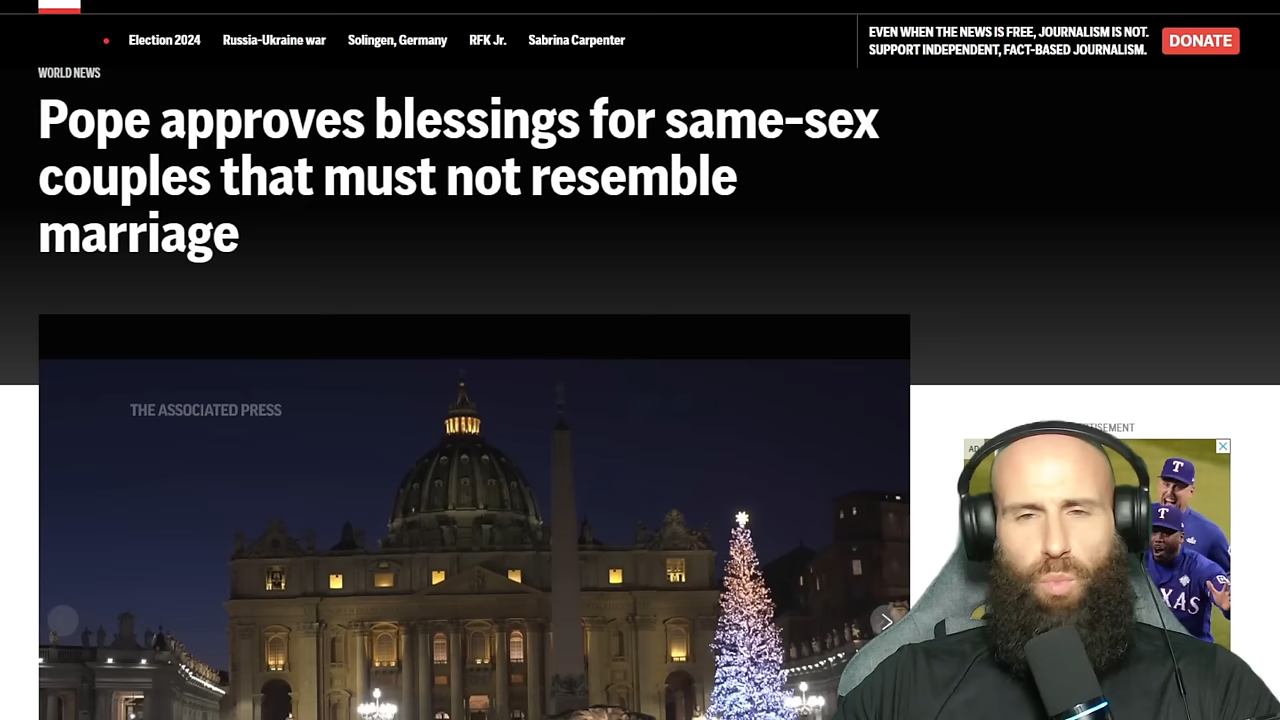 Election 2024
Russia-Ukraine war
Solingen, Germany
RFK Jr.
Sabrina Carpenter
EVEN WHEN THE NEWS IS FREE, JOURNALISM IS NOT.
SUPPORT INDEPENDENT, FACT-BASED JOURNALISM.
DONATE
WORLD NEWS
Pope approves blessings for same-sex
couples that must not resemble
marriage
THE ASSOCIATED PRESS
AD
T
T